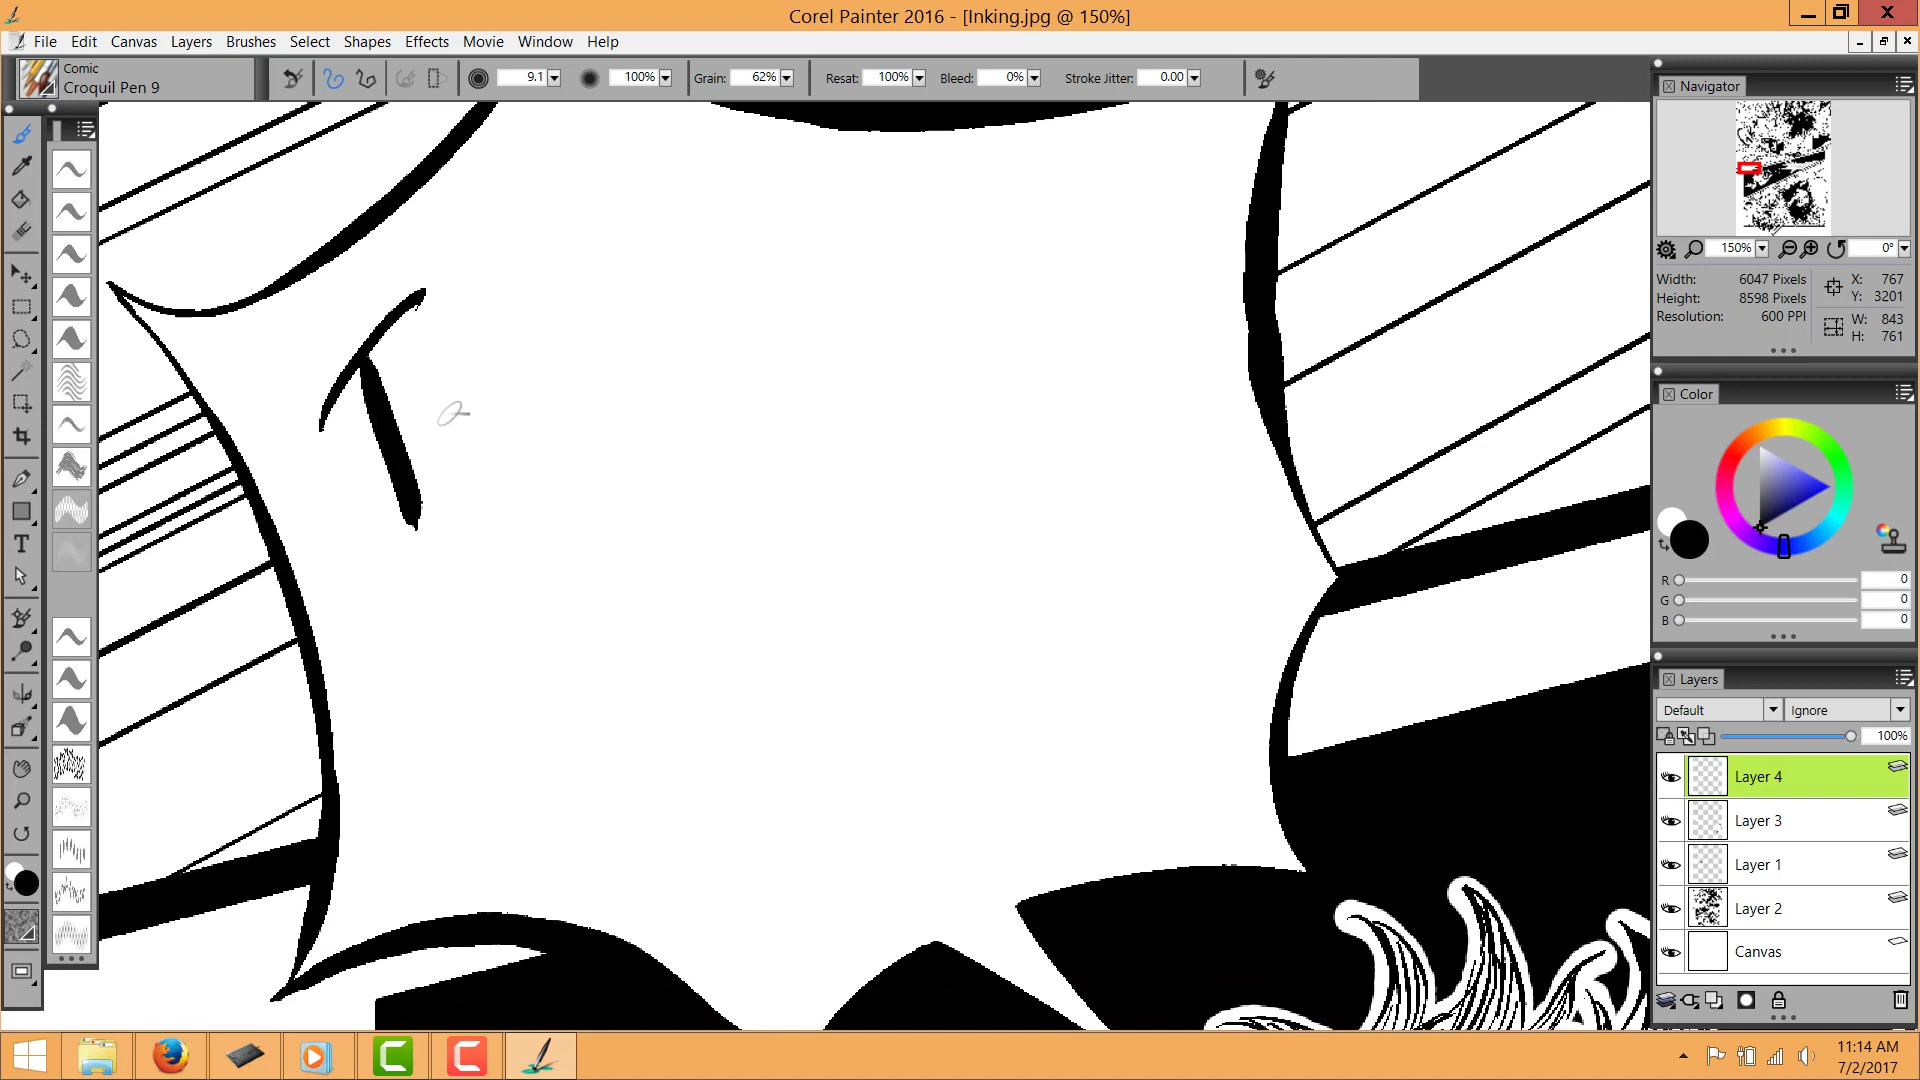 Corel Painter 2016 - [Inking.jpg @ 150%]
File Edit Canvas Layers Brushes Select Shapes Effects Movie Window Help
Comic
Croquil Pen 9
9.1 100% Grain: 62% Resat: 100% Bleed: 0% Stroke Jitter: 0.00
Navigator
150% 0°
Width: 6047 Pixels X: 767
Height: 8598 Pixels Y: 3201
Resolution: 600 PPI W: 843
H: 761
Color
R 0
G 0
B 0
Layers
Default Ignore
100%
Layer 4
Layer 3
Layer 1
Layer 2
Canvas
T
11:14 AM
7/2/2017